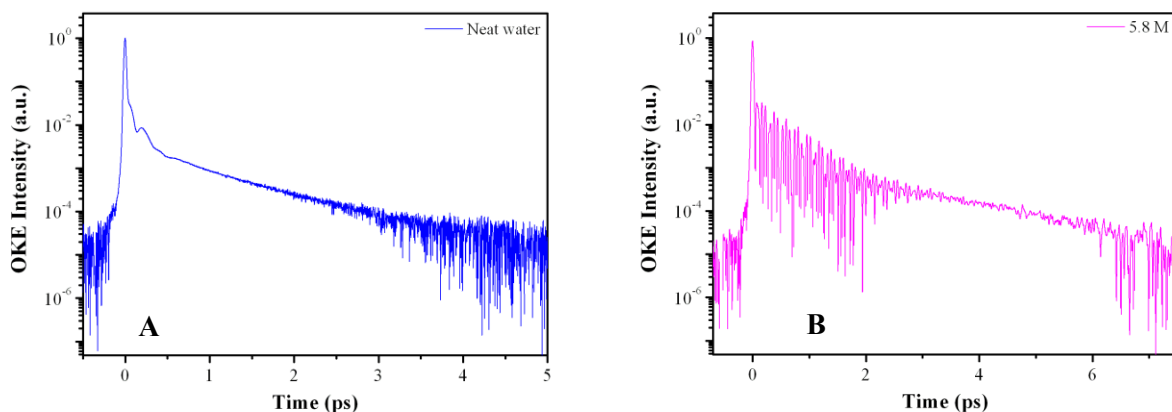 Neat water
10^0
10^-2
10^-4
10^-6
OKE Intensity (a.u.)
A
0 1 2 3 4 5
Time (ps)
5.8 M
10^0
10^-2
10^-4
10^-6
OKE Intensity (a.u.)
B
0 2 4 6
Time (ps)